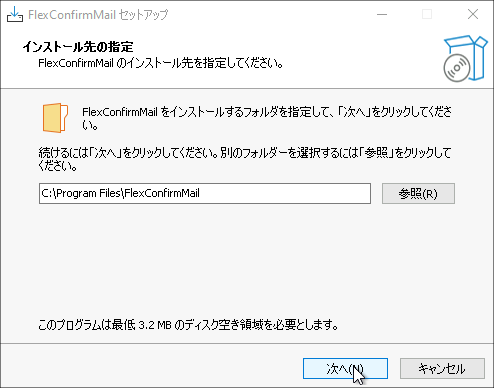 FlexConfirmMail セットアップ
インストール先の指定
FlexConfirmMail のインストール先を指定してください。
FlexConfirmMail をインストールするフォルダを指定して、「次へ」をクリックしてくださ
い。
続けるには「次へ」をクリックしてください。別のフォルダーを選択するには「参照」をクリックして
ください。
C:\Program Files\FlexConfirmMail
参照(R)
このプログラムは最低 3.2 MB のディスク空き領域を必要とします。
次へ(N)
キャンセル